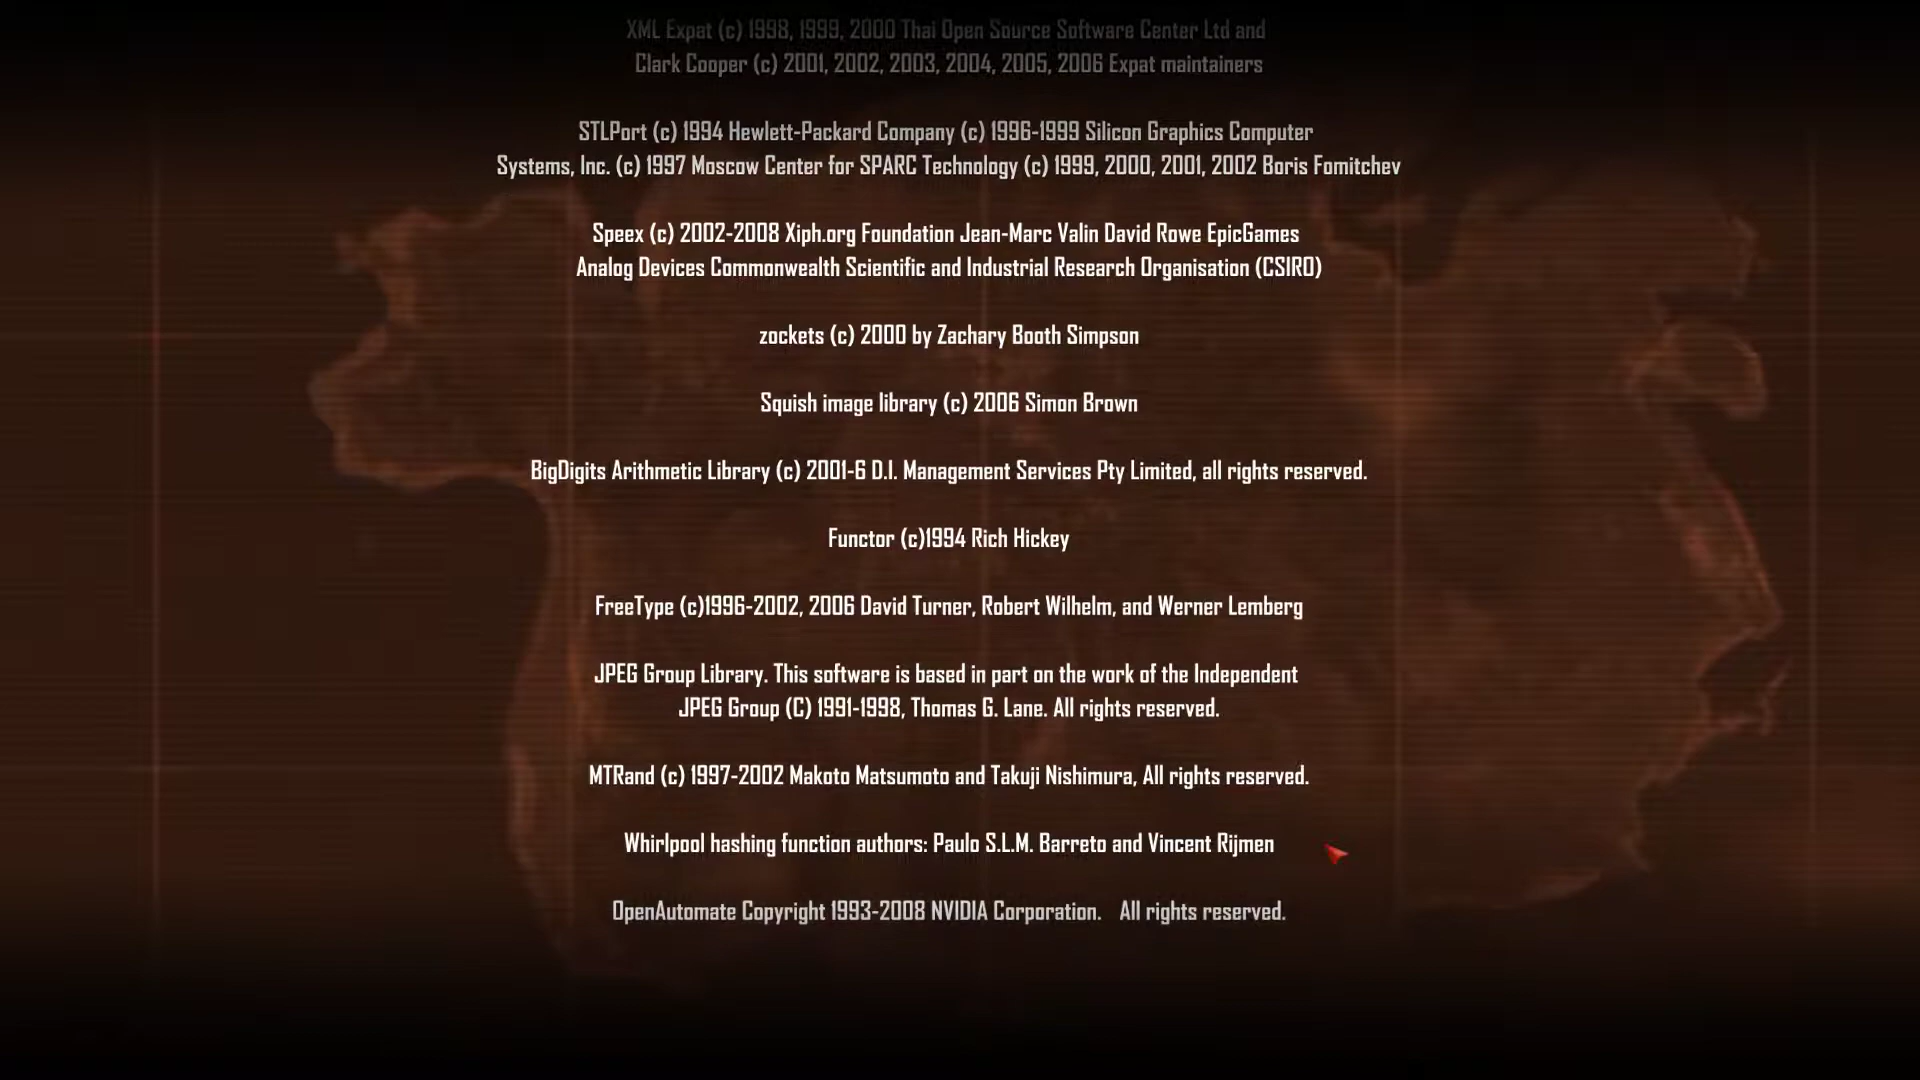 XML Expat (c) 1998, 1999, 2000 Thai Open Source Software Center Ltd and
Clark Cooper (c) 2001, 2002, 2003, 2004, 2005, 2006 Expat maintainers
STLPort (c) 1994 Hewlett-Packard Company (c) 1996-1999 Silicon Graphics Computer
Systems, Inc. (c) 1997 Moscow Center for SPARC Technology (c) 1999, 2000, 2001, 2002 Boris Fomitchev
Speex (c) 2002-2008 Xiph.org Foundation Jean-Marc Valin David Rowe EpicGames
Analog Devices Commonwealth Scientific and Industrial Research Organisation (CSIRO)
zockets (c) 2000 by Zachary Booth Simpson
Squish image library (c) 2006 Simon Brown
BigDigits Arithmetic Library (c) 2001-6 D.I. Management Services Pty Limited, all rights reserved.
Functor (c)1994 Rich Hickey
FreeType (c)1996-2002, 2006 David Turner, Robert Wilhelm, and Werner Lemberg
JPEG Group Library. This software is based in part on the work of the Independent
JPEG Group (C) 1991-1998, Thomas G. Lane. All rights reserved.
MTRand (c) 1997-2002 Makoto Matsumoto and Takuji Nishimura, All rights reserved.
Whirlpool hashing function authors: Paulo S.L.M. Barreto and Vincent Rijmen
OpenAutomate Copyright 1993-2008 NVIDIA Corporation. All rights reserved.